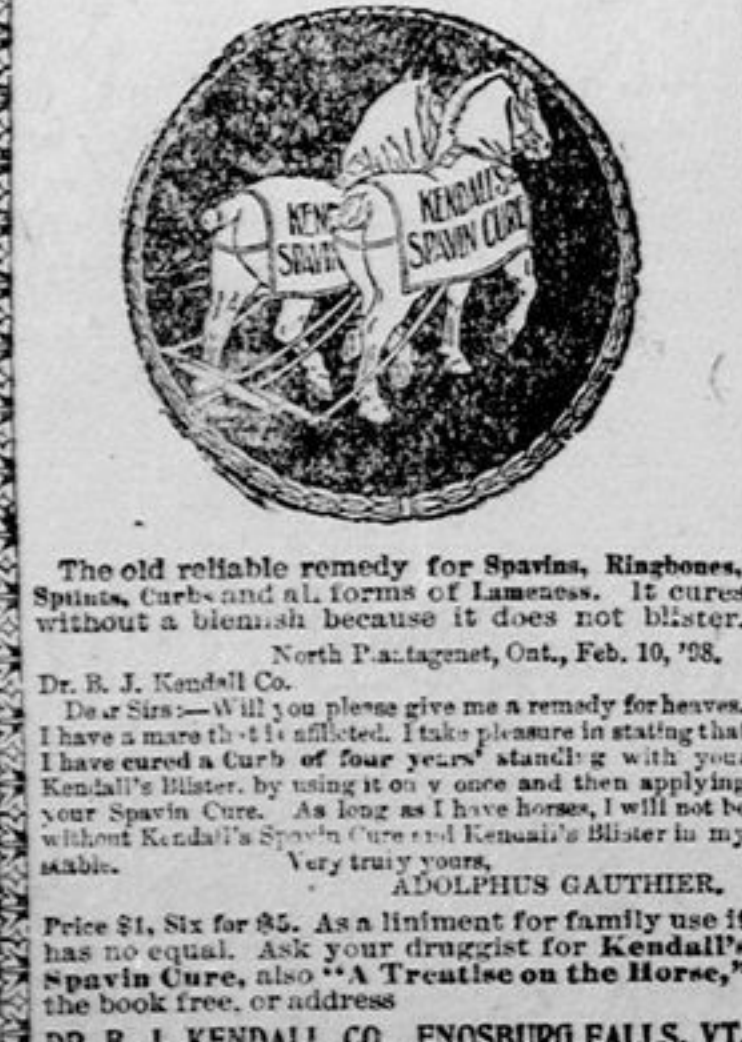 KEND
SPAVIN
KENDALL'S
SPAVIN CURE
The old reliable remedy for Spavins, Ringbones,
Splints, Curbs and all forms of Lameness. It cures
without a blemish because it does not blister.
North Plantagenet, Ont., Feb. 10, '98.
Dr. B. J. Kendall Co.
Dear Sirs:—Will you please give me a remedy for heaves.
I have a mare that is afflicted. I take pleasure in stating that
I have cured a Curb of four years' standing with your
Kendall's Blister, by using it only once and then applying
your Spavin Cure. As long as I have horses, I will not be
without Kendall's Spavin Cure and Kendall's Blister in my
stable. Very truly yours,
ADOLPHUS GAUTHIER.
Price $1, Six for $5. As a liniment for family use it
has no equal. Ask your druggist for Kendall's
Spavin Cure, also "A Treatise on the Horse,"
the book free, or address
DR. B. J. KENDALL CO. ENOSBURG FALLS, VT.